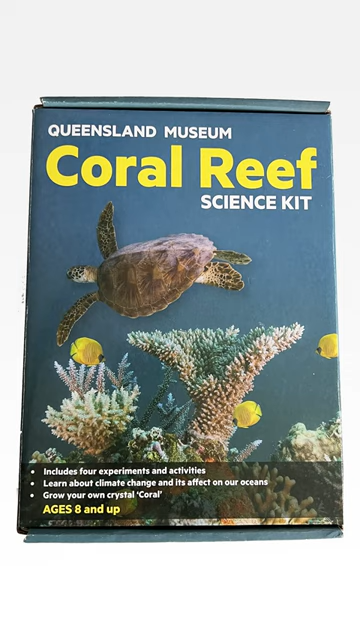 QUEENSLAND MUSEUM
Coral Reef
SCIENCE KIT
• Includes four experiments and activities
• Learn about climate change and its affect on our oceans
• Grow your own crystal 'Coral'
AGES 8 and up